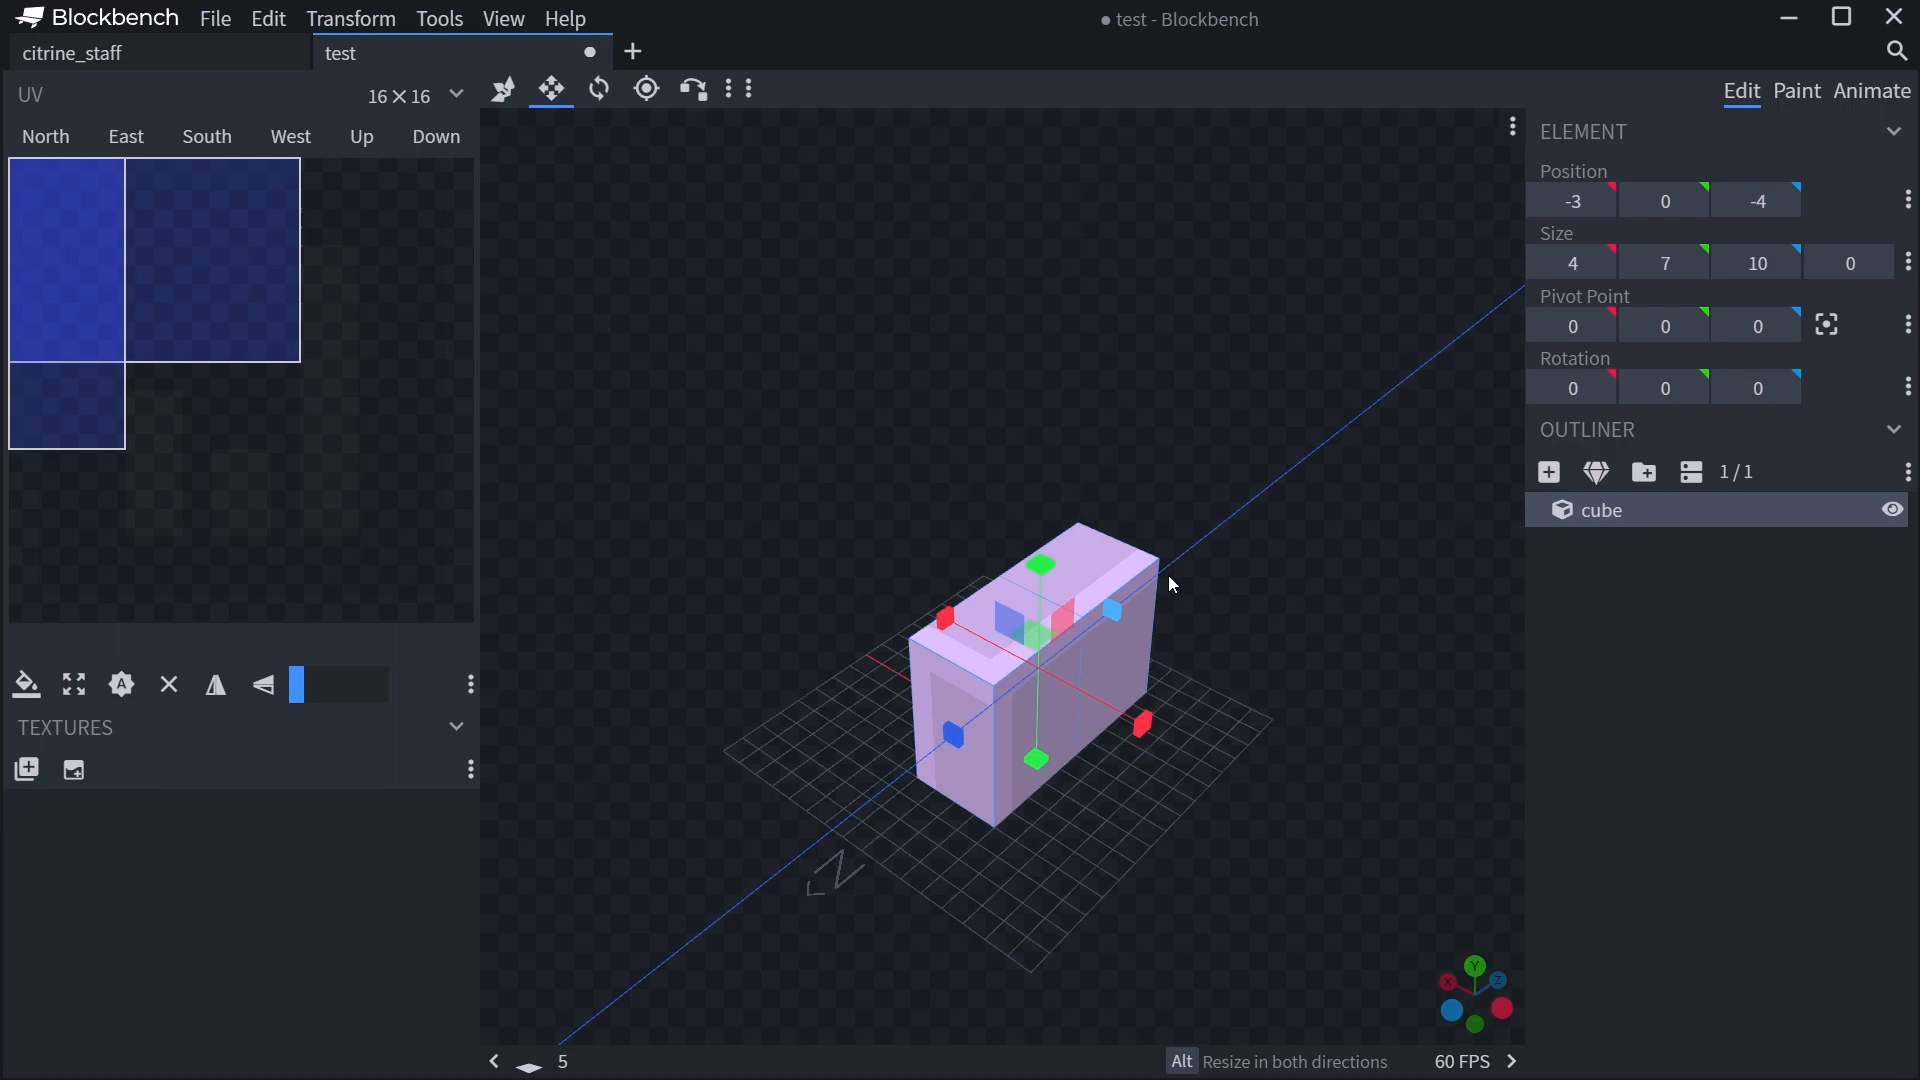 Blockbench File Edit Transform Tools View Help
● test - Blockbench
citrine_staff
test
UV
16 × 16
Edit Paint Animate
North East South West Up Down
ELEMENT
Position
-3 0 -4
Size
4 7 10 0
Pivot Point
0 0 0
Rotation
0 0 0
OUTLINER
1 / 1
cube
A
TEXTURES
N
Y
X
Z
5
Alt Resize in both directions
60 FPS